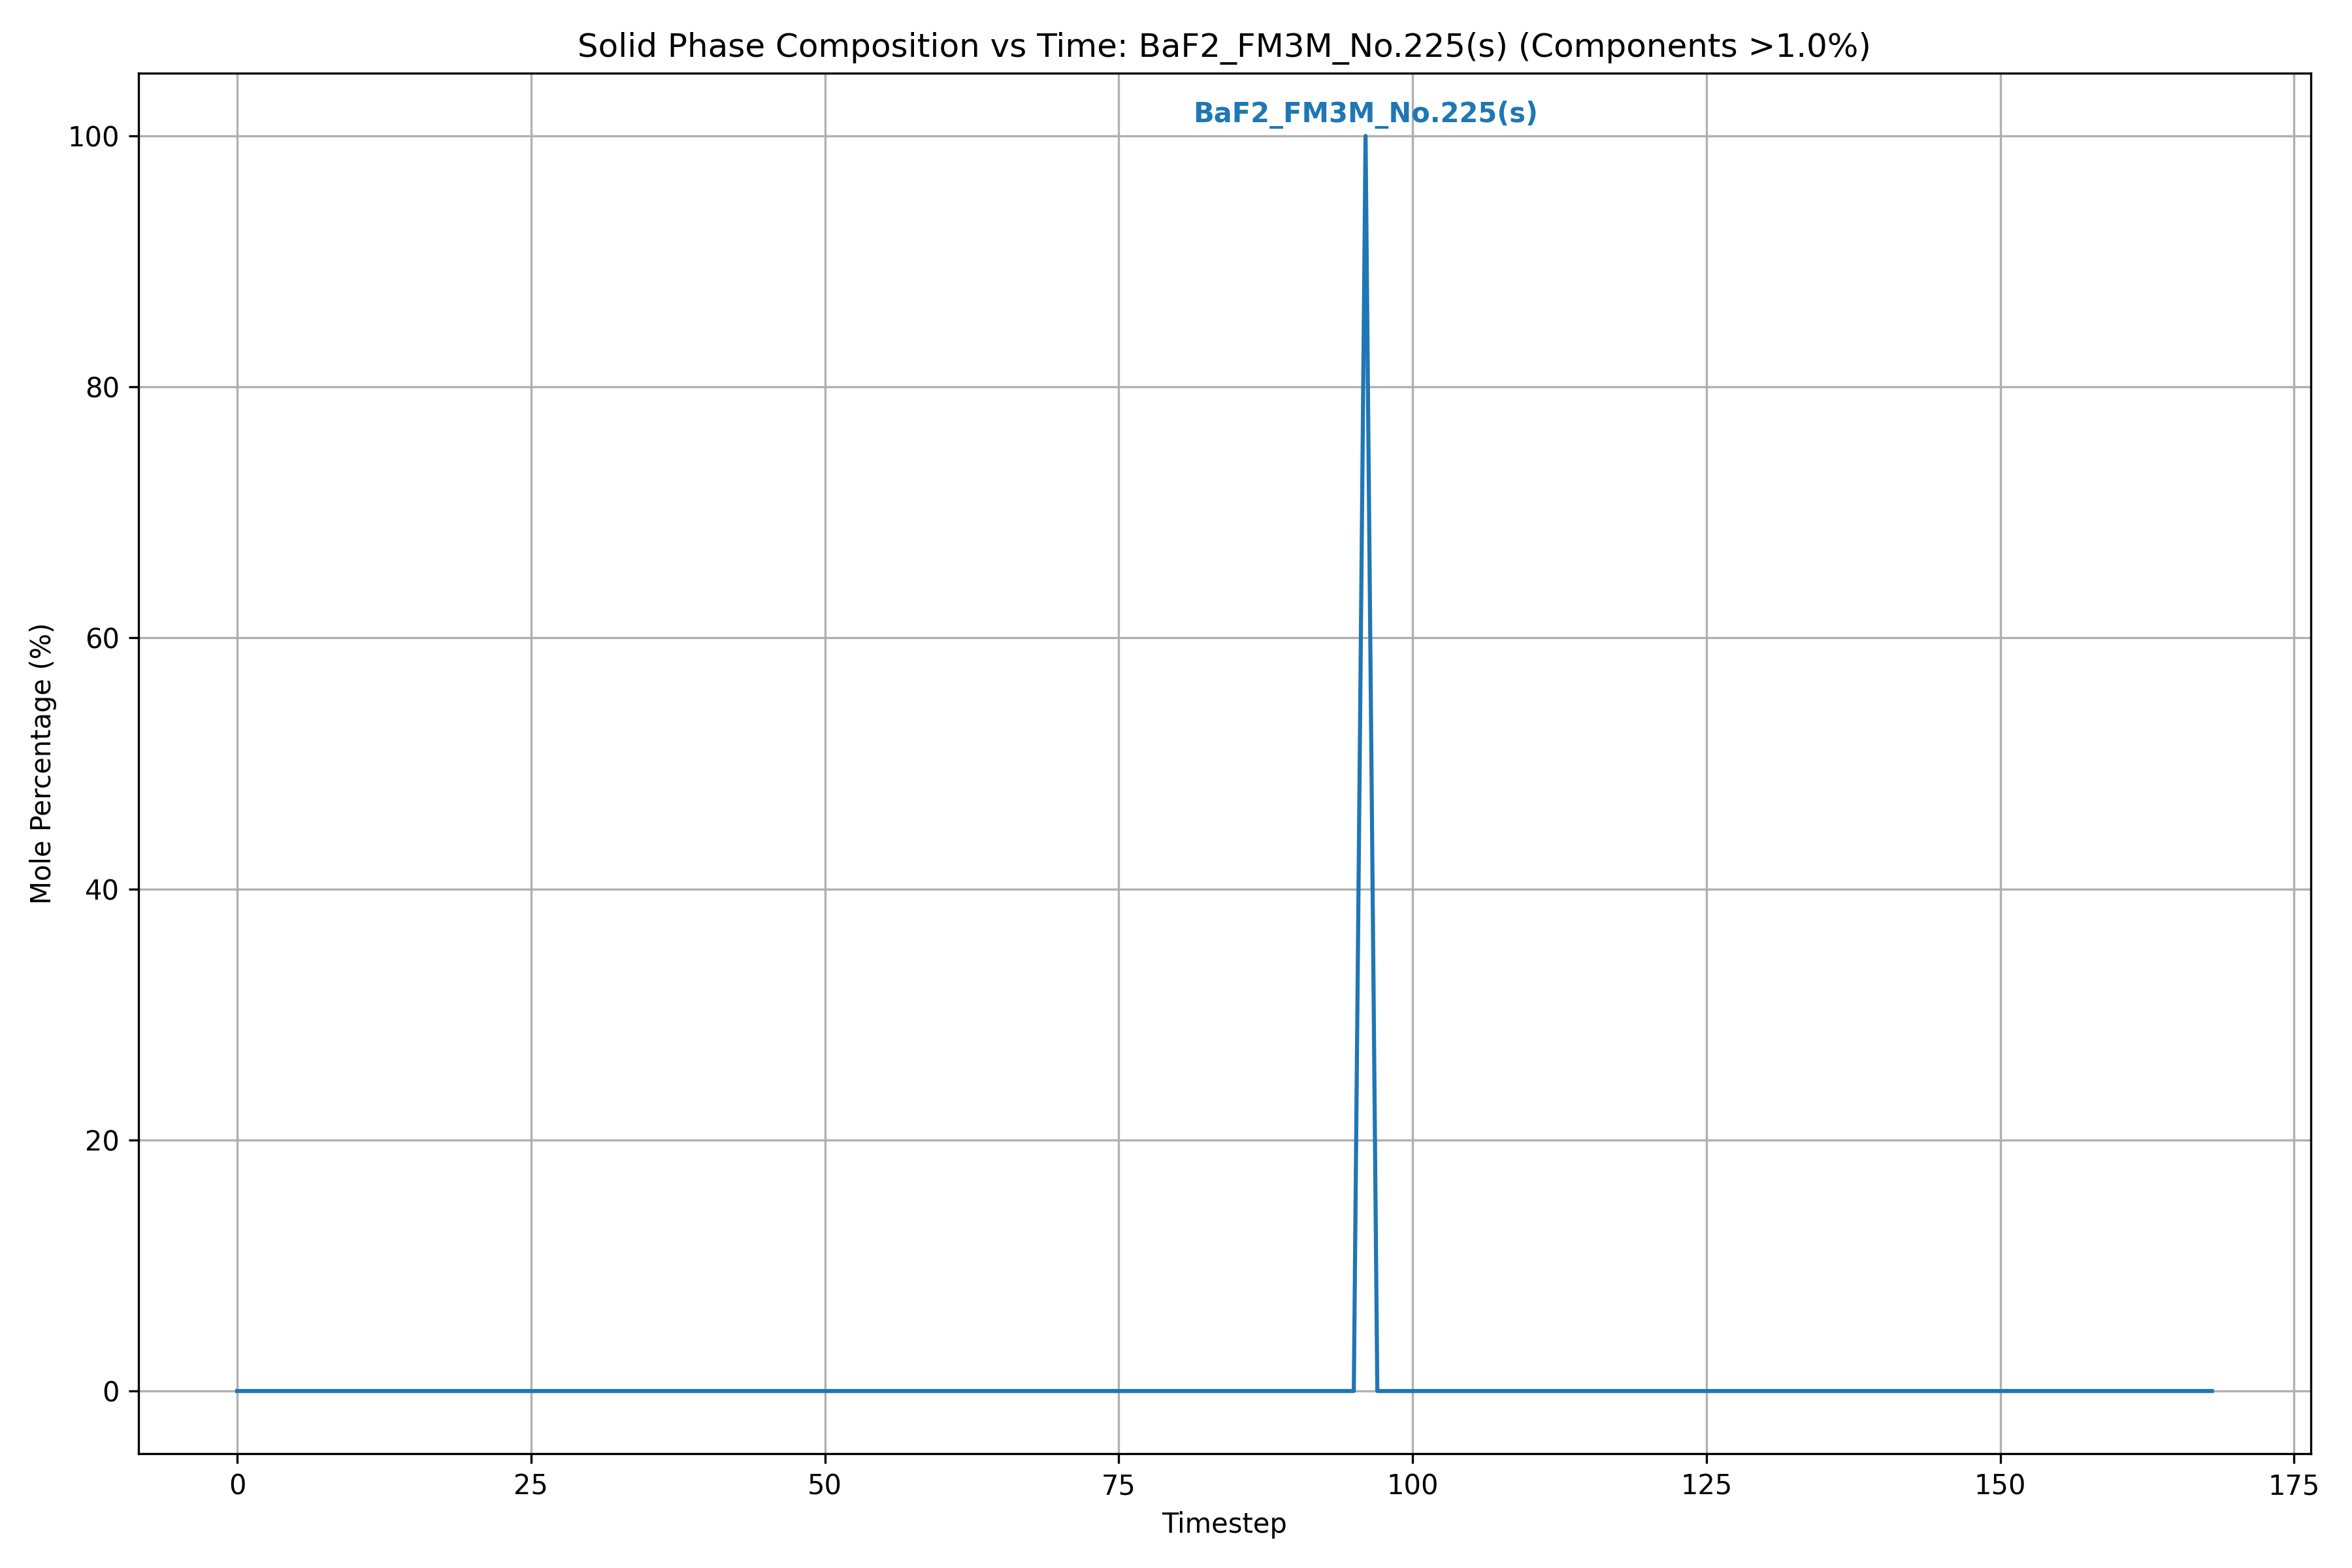 Solid Phase Composition vs Time: BaF2_FM3M_No.225(s) (Components >1.0%)
BaF2_FM3M_No.225(s)
100
80
60
40
20
0
Mole Percentage (%)
0 25 50 75 100 125 150 175
Timestep